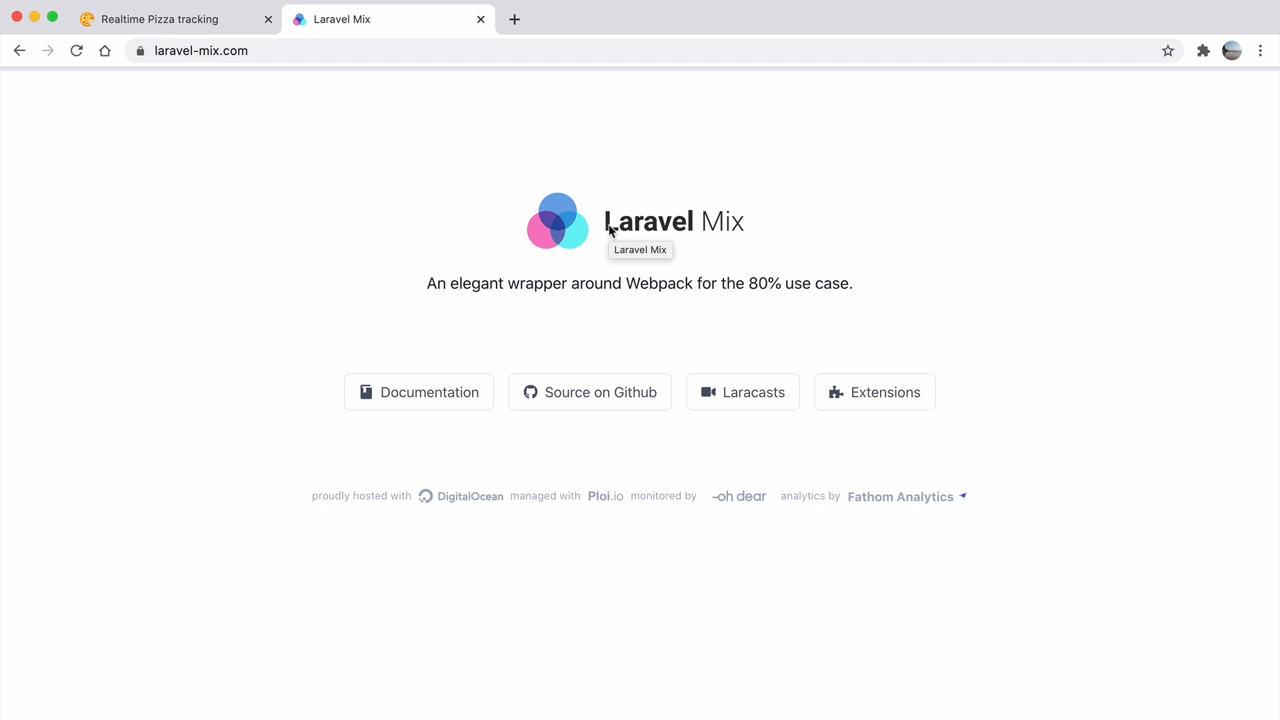 Realtime Pizza tracking
Laravel Mix
laravel-mix.com
Laravel Mix
Laravel Mix
An elegant wrapper around Webpack for the 80% use case.
Documentation
Source on Github
Laracasts
Extensions
proudly hosted with DigitalOcean managed with Ploi.io monitored by oh dear analytics by Fathom Analytics